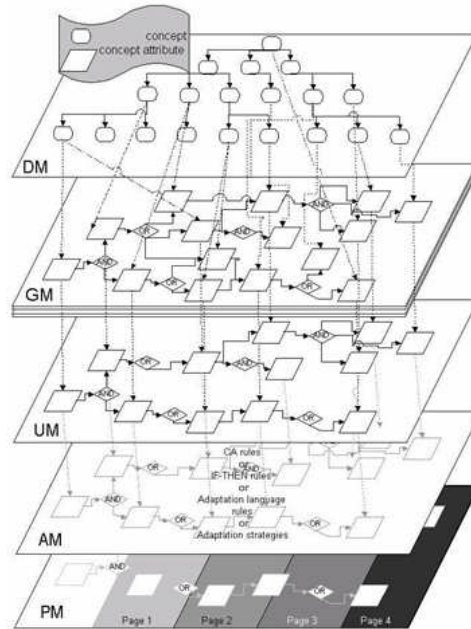 concept
concept attribute
DM
OR
AND
OR
AND
AND
OR
OR
GM
AND
OR
AND
AND
OR
OR
UM
CA rules
OR
or
AND
IF-THEN rules
or
AND
Adaptation language
rules
OR
or
OR
Adaptation strategies
AM
AND
OR
OR
PM
Page 1
Page 2
Page 3
Page 4